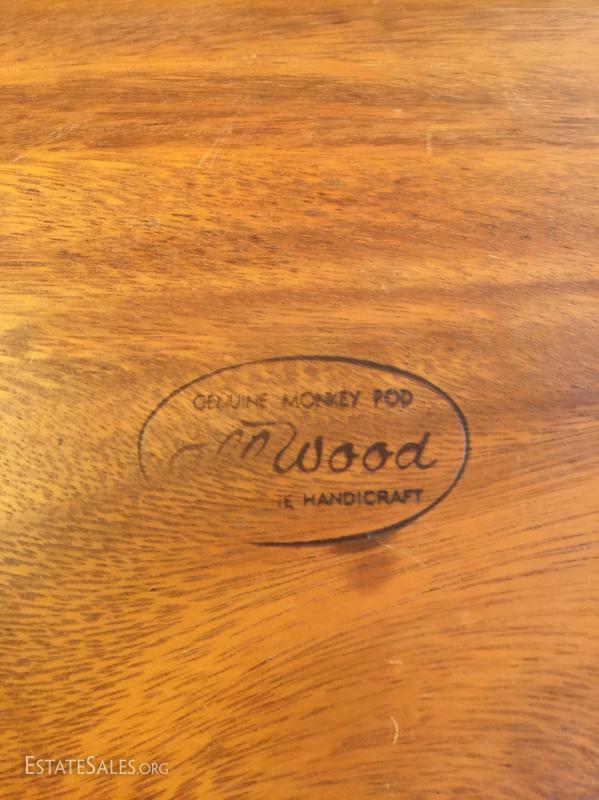 GENUINE MONKEY POD
Wood
HANDICRAFT
ESTATESALES.ORG